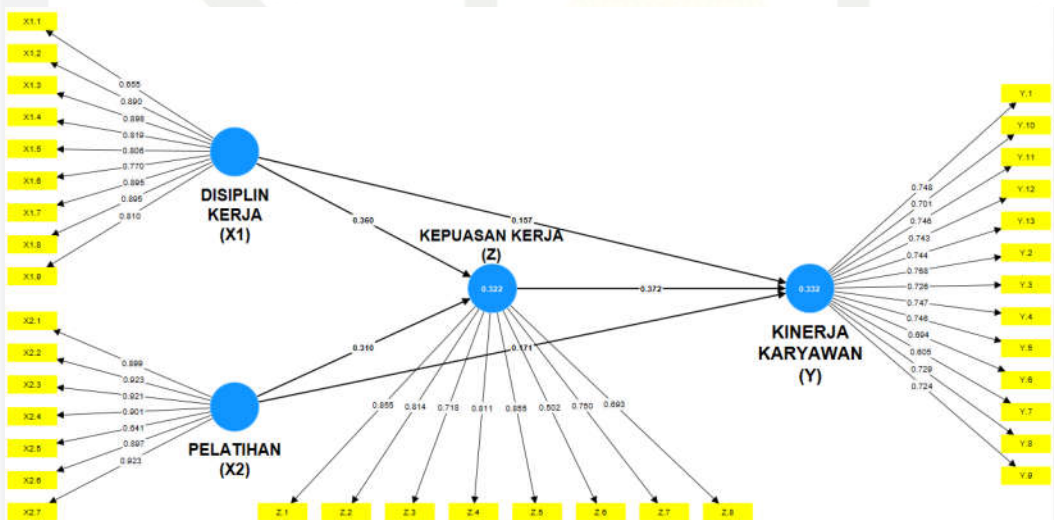 X1.1
X1.2
X1.3
X1.4
X1.5
X1.6
X1.7
X1.8
X1.9
0.655
0.890
0.898
0.819
0.806
0.770
0.895
0.895
0.810
DISIPLIN
KERJA
(X1)
0.360
0.157
X2.1
X2.2
X2.3
X2.4
X2.5
X2.6
X2.7
0.899
0.923
0.921
0.901
0.641
0.897
0.923
PELATIHAN
(X2)
0.310
0.171
KEPUASAN KERJA
(Z)
0.322
0.372
0.855
0.814
0.718
0.811
0.855
0.502
0.750
0.693
Z.1
Z.2
Z.3
Z.4
Z.5
Z.6
Z.7
Z.8
0.332
KINERJA
KARYAWAN
(Y)
0.748
0.701
0.746
0.743
0.744
0.768
0.726
0.747
0.746
0.694
0.605
0.729
0.724
Y.1
Y.10
Y.11
Y.12
Y.13
Y.2
Y.3
Y.4
Y.5
Y.6
Y.7
Y.8
Y.9